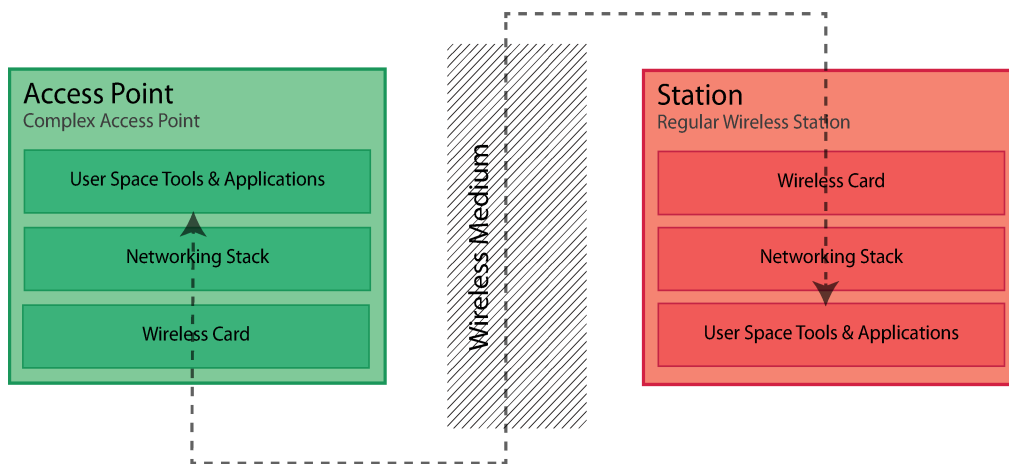 Access Point
Complex Access Point
User Space Tools & Applications
Networking Stack
Wireless Card
Wireless Medium
Station
Regular Wireless Station
Wireless Card
Networking Stack
User Space Tools & Applications